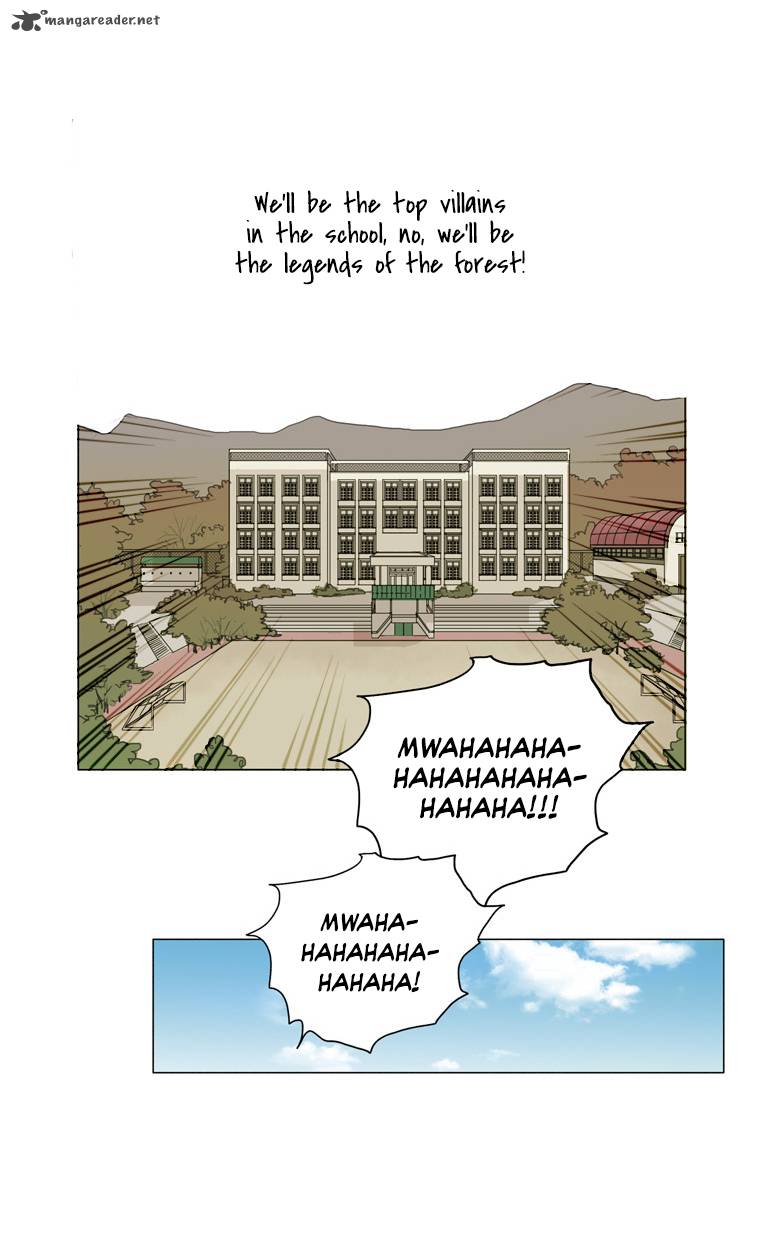 mangareader.net
We'll be the top villains
in the school, no, we'll be
the legends of the forest!
MWAHAHAHA-
HAHAHAHAHA-
HAHAHA!!!
MWAHA-
HAHAHAHA-
HAHAHA!